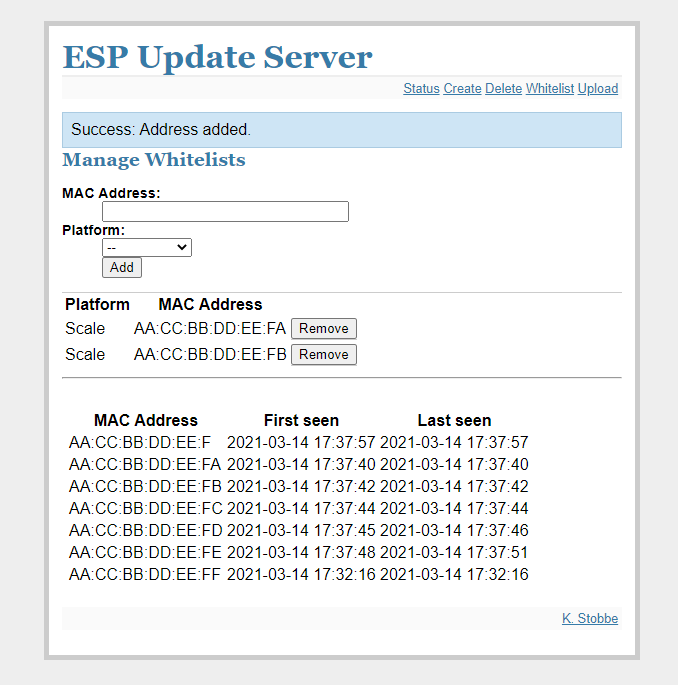 ESP Update Server
Status Create Delete Whitelist Upload
Success: Address added.
Manage Whitelists
MAC Address:
Platform:
--
Add
Platform MAC Address
Scale AA:CC:BB:DD:EE:FA Remove
Scale AA:CC:BB:DD:EE:FB Remove
MAC Address First seen Last seen
AA:CC:BB:DD:EE:F 2021-03-14 17:37:57 2021-03-14 17:37:57
AA:CC:BB:DD:EE:FA 2021-03-14 17:37:40 2021-03-14 17:37:40
AA:CC:BB:DD:EE:FB 2021-03-14 17:37:42 2021-03-14 17:37:42
AA:CC:BB:DD:EE:FC 2021-03-14 17:37:44 2021-03-14 17:37:44
AA:CC:BB:DD:EE:FD 2021-03-14 17:37:45 2021-03-14 17:37:46
AA:CC:BB:DD:EE:FE 2021-03-14 17:37:48 2021-03-14 17:37:51
AA:CC:BB:DD:EE:FF 2021-03-14 17:32:16 2021-03-14 17:32:16
K. Stobbe